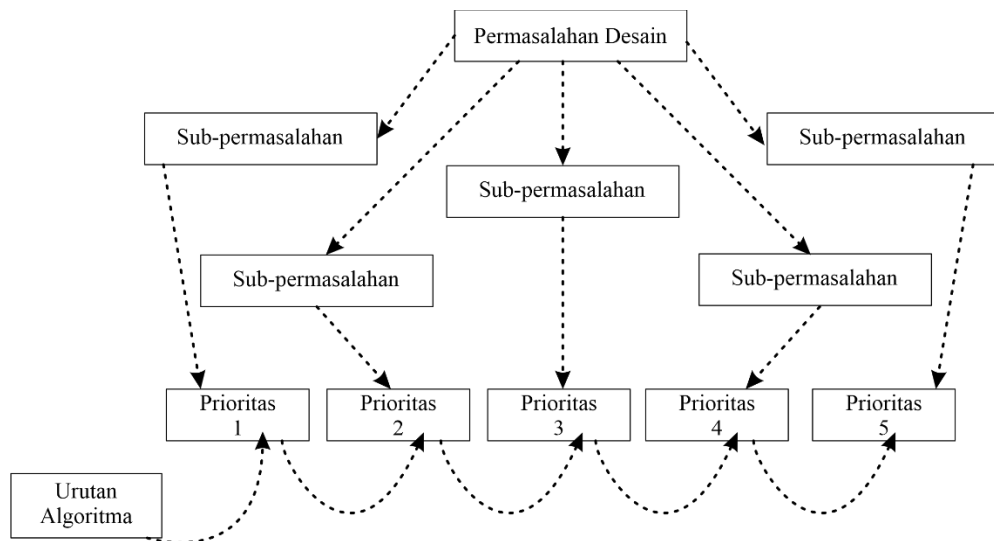 Permasalahan Desain
Sub-permasalahan
Sub-permasalahan
Sub-permasalahan
Sub-permasalahan
Sub-permasalahan
Prioritas
1
Prioritas
2
Prioritas
3
Prioritas
4
Prioritas
5
Urutan
Algoritma